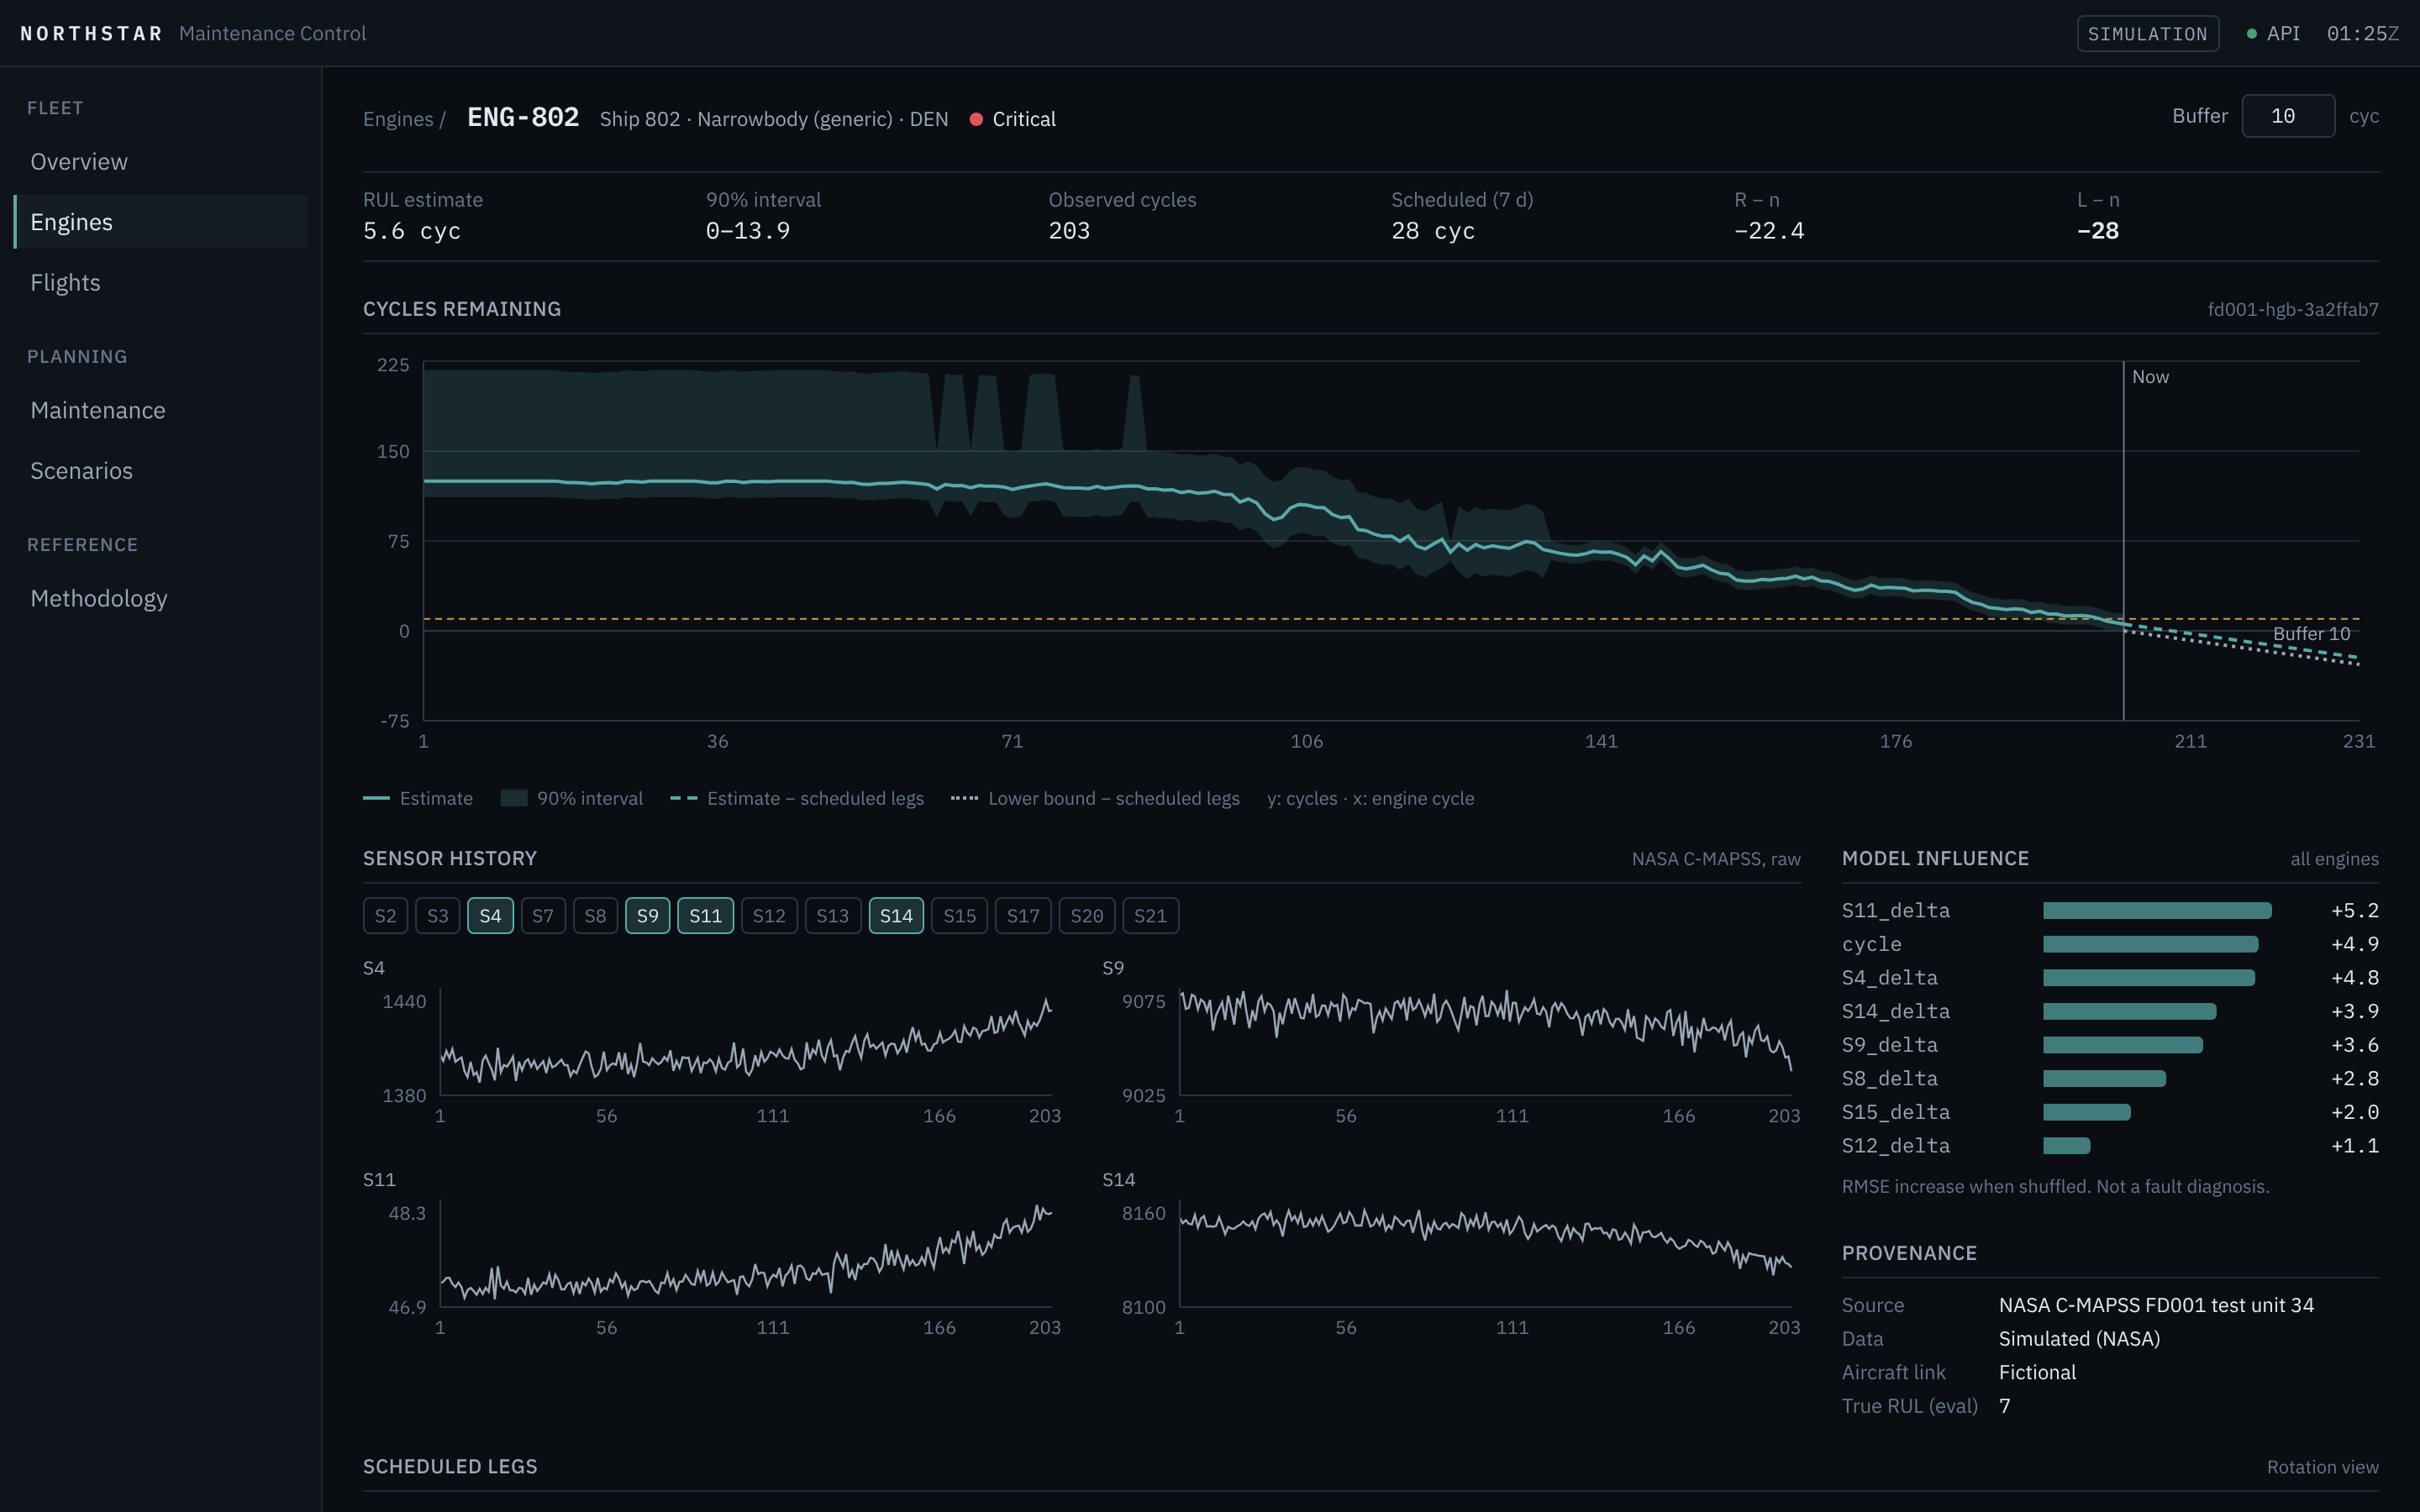 NORTHSTAR Maintenance Control SIMULATION API 01:25Z
FLEET
Overview
Engines
Flights
PLANNING
Maintenance
Scenarios
REFERENCE
Methodology
Engines / ENG-802 Ship 802 · Narrowbody (generic) · DEN Critical Buffer 10 cyc
RUL estimate 90% interval Observed cycles Scheduled (7 d) R – n L – n
5.6 cyc 0–13.9 203 28 cyc −22.4 −28
CYCLES REMAINING fd001-hgb-3a2ffab7
225
150
75
0
-75
Now
Buffer 10
1 36 71 106 141 176 211 231
Estimate 90% interval Estimate – scheduled legs Lower bound – scheduled legs y: cycles · x: engine cycle
SENSOR HISTORY NASA C-MAPSS, raw
S2 S3 S4 S7 S8 S9 S11 S12 S13 S14 S15 S17 S20 S21
S4
1440
1380
1 56 111 166 203
S9
9075
9025
1 56 111 166 203
S11
48.3
46.9
1 56 111 166 203
S14
8160
8100
1 56 111 166 203
MODEL INFLUENCE all engines
S11_delta +5.2
cycle +4.9
S4_delta +4.8
S14_delta +3.9
S9_delta +3.6
S8_delta +2.8
S15_delta +2.0
S12_delta +1.1
RMSE increase when shuffled. Not a fault diagnosis.
PROVENANCE
Source NASA C-MAPSS FD001 test unit 34
Data Simulated (NASA)
Aircraft link Fictional
True RUL (eval) 7
SCHEDULED LEGS Rotation view